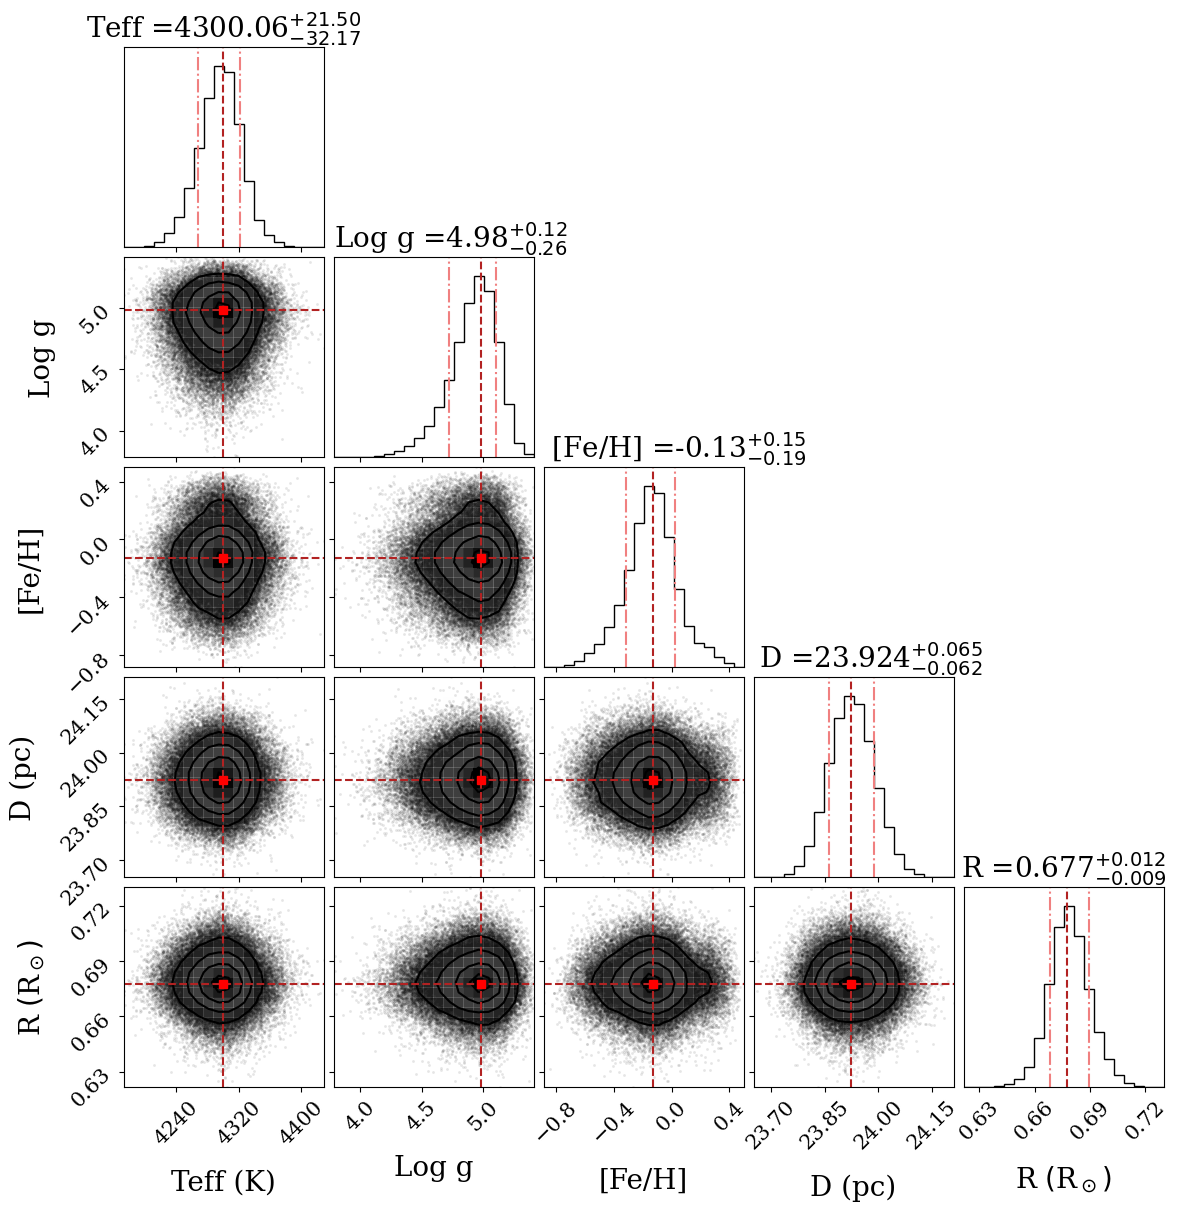 Teff =4300.06+21.50−32.17
Log g =4.98+0.12−0.26
5.0
4.5
4.0
Log g
[Fe/H] =-0.13+0.15−0.19
0.4
0.0
−0.4
−0.8
[Fe/H]
D =23.924+0.065−0.062
24.15
24.00
23.85
23.70
D (pc)
R =0.677+0.012−0.009
0.72
0.69
0.66
0.63
R (R⊙)
4240 4320 4400
4.0 4.5 5.0
−0.8 −0.4 0.0 0.4
23.70 23.85 24.00 24.15
0.63 0.66 0.69 0.72
Teff (K)
Log g
[Fe/H]
D (pc)
R (R⊙)